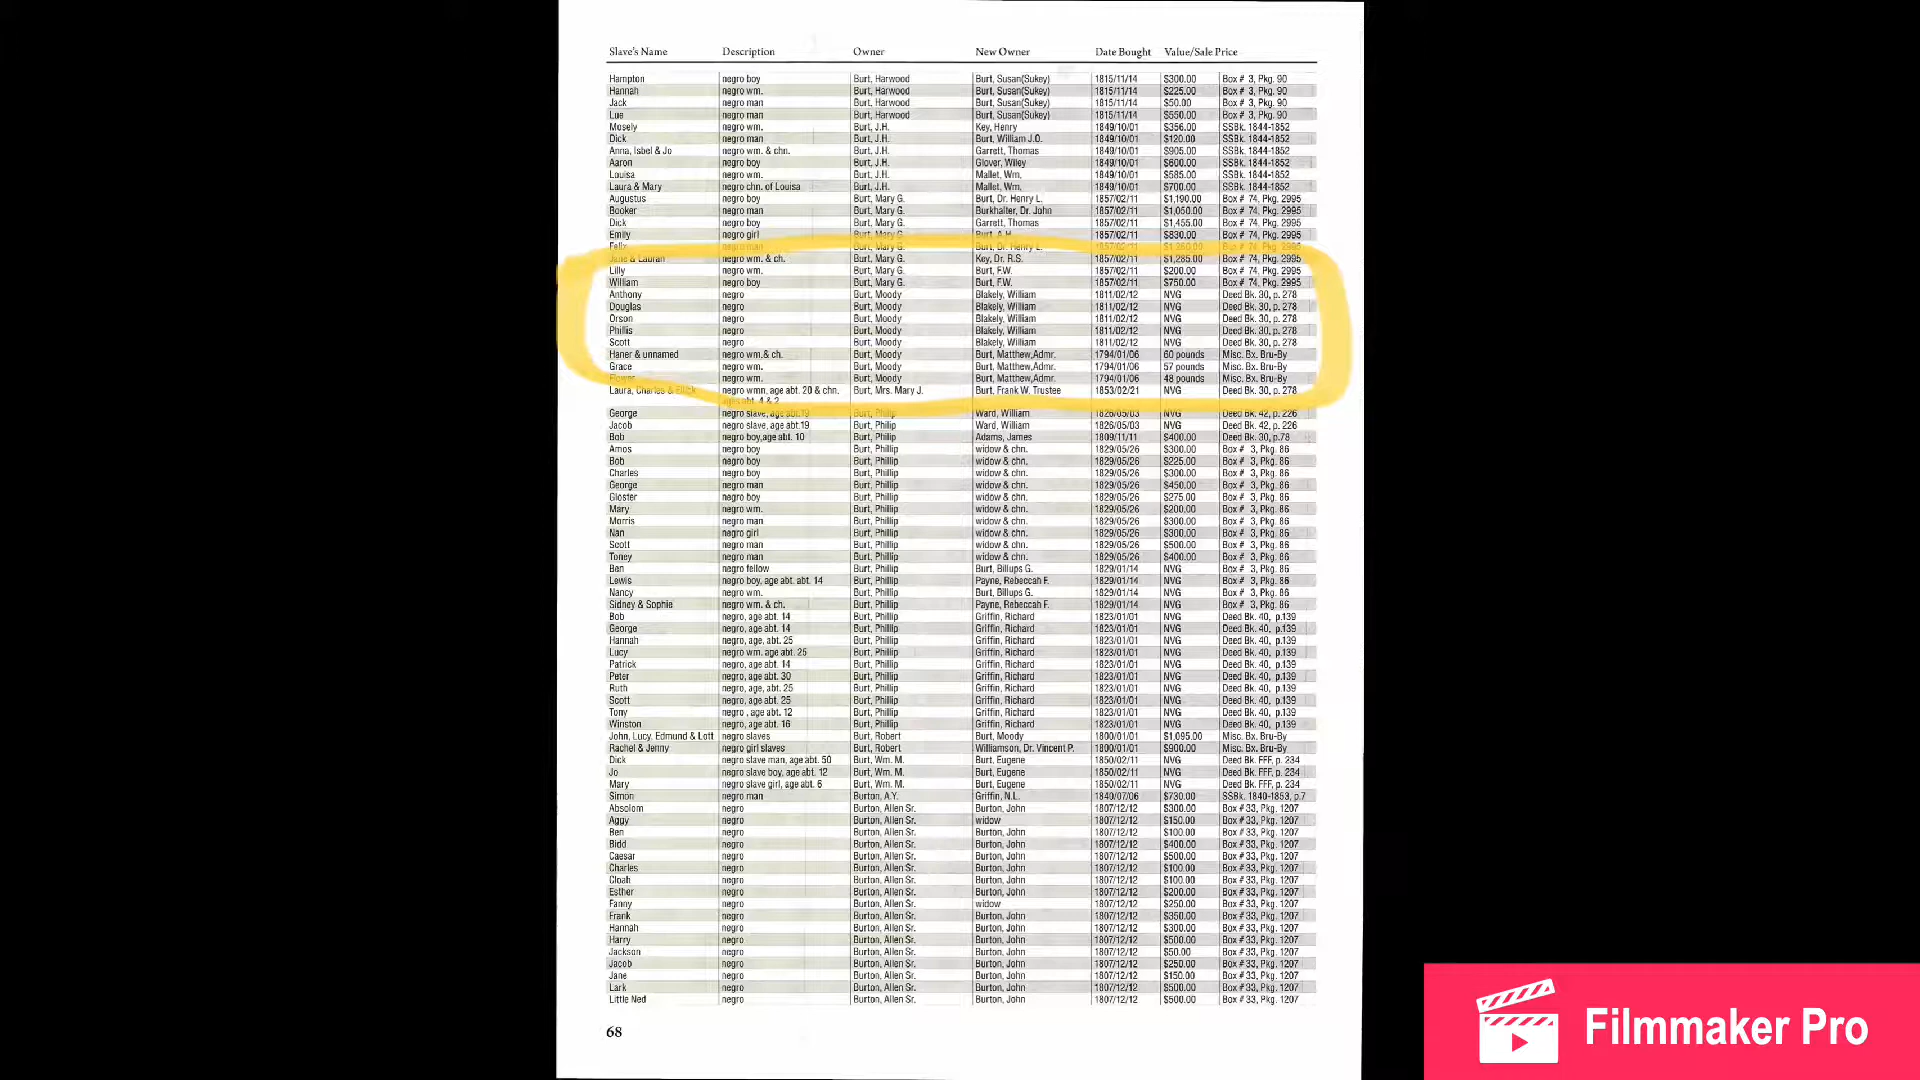 Slave's Name Description Owner New Owner Date Bought Value/Sale Price
Hampton negro boy Burt, Harwood Burt, Susan(Sukey) 1815/11/14 $300.00 Box # 3, Pkg. 90
Hannah negro wm. Burt, Harwood Burt, Susan(Sukey) 1815/11/14 $225.00 Box # 3, Pkg. 90
Jack negro man Burt, Harwood Burt, Susan(Sukey) 1815/11/14 $50.00 Box # 3, Pkg. 90
Lue negro man Burt, Harwood Burt, Susan(Sukey) 1815/11/14 $550.00 Box # 3, Pkg. 90
Mosely negro wm. Burt, J.H. Key, Henry 1849/10/01 $356.00 SSBk. 1844-1852
Dick negro man Burt, J.H. Burt, William J.O. 1849/10/01 $120.00 SSBk. 1844-1852
Anna, Isbel & Jo negro wm. & chn. Burt, J.H. Garrett, Thomas 1849/10/01 $905.00 SSBk. 1844-1852
Aaron negro boy Burt, J.H. Glover, Wiley 1849/10/01 $600.00 SSBk. 1844-1852
Louisa negro wm. Burt, J.H. Mallet, Wm. 1849/10/01 $585.00 SSBk. 1844-1852
Laura & Mary negro chn. of Louisa Burt, J.H. Mallet, Wm. 1849/10/01 $700.00 SSBk. 1844-1852
Augustus negro boy Burt, Mary G. Burt, Dr. Henry L. 1857/02/11 $1,190.00 Box # 74, Pkg. 2995
Booker negro man Burt, Mary G. Burkhalter, Dr. John 1857/02/11 $1,050.00 Box # 74, Pkg. 2995
Dick negro boy Burt, Mary G. Garrett, Thomas 1857/02/11 $1,455.00 Box # 74, Pkg. 2995
Emily negro girl Burt, Mary G. Burt, A.H. 1857/02/11 $830.00 Box # 74, Pkg. 2995
Felix negro man Burt, Mary G. Burt, Dr. Henry L. 1857/02/11 Box # 74, Pkg. 2995
Jane & Lauran negro wm. & ch. Burt, Mary G. Key, Dr. R.S. 1857/02/11 $1,285.00 Box # 74, Pkg. 2995
Lilly negro wm. Burt, Mary G. Burt, F.W. 1857/02/11 $200.00 Box # 74, Pkg. 2995
William negro boy Burt, Mary G. Burt, F.W. 1857/02/11 $750.00 Box # 74, Pkg. 2995
Anthony negro Burt, Moody Blakely, William 1811/02/12 NVG Deed Bk. 30, p. 278
Douglas negro Burt, Moody Blakely, William 1811/02/12 NVG Deed Bk. 30, p. 278
Orson negro Burt, Moody Blakely, William 1811/02/12 NVG Deed Bk. 30, p. 278
Phillis negro Burt, Moody Blakely, William 1811/02/12 NVG Deed Bk. 30, p. 278
Scott negro Burt, Moody Blakely, William 1811/02/12 NVG Deed Bk. 30, p. 278
Haner & unnamed negro wm.& ch. Burt, Moody Burt, Matthew,Admr. 1794/01/06 60 pounds Misc. Bx. Bru-By
Grace negro wm. Burt, Moody Burt, Matthew,Admr. 1794/01/06 57 pounds Misc. Bx. Bru-By
negro wm. Burt, Moody Burt, Matthew,Admr. 1794/01/06 48 pounds Misc. Bx. Bru-By
Laura, Charles & negro wmn, age abt. 20 & chn. Burt, Mrs. Mary J. Burt, Frank W. Trustee 1853/02/21 NVG Deed Bk. 30, p. 278
ages abt. 4 & 2
George negro slave, age abt.19 Burt, Philip Ward, William 1826/05/03 NVG Deed Bk. 42, p. 226
Jacob negro slave, age abt.19 Burt, Philip Ward, William 1826/05/03 NVG Deed Bk. 42, p. 226
Bob negro boy,age abt. 10 Burt, Phillip Adams, James 1809/11/11 $400.00 Deed Bk. 30,p.78
Amos negro boy Burt, Phillip widow & chn. 1829/05/26 $300.00 Box # 3, Pkg. 86
Bob negro boy Burt, Phillip widow & chn. 1829/05/26 $225.00 Box # 3, Pkg. 86
Charles negro boy Burt, Phillip widow & chn. 1829/05/26 $300.00 Box # 3, Pkg. 86
George negro man Burt, Phillip widow & chn. 1829/05/26 $450.00 Box # 3, Pkg. 86
Gloster negro boy Burt, Phillip widow & chn. 1829/05/26 $275.00 Box # 3, Pkg. 86
Mary negro wm. Burt, Phillip widow & chn. 1829/05/26 $200.00 Box # 3, Pkg. 86
Morris negro man Burt, Phillip widow & chn. 1829/05/26 $300.00 Box # 3, Pkg. 86
Nan negro girl Burt, Phillip widow & chn. 1829/05/26 $300.00 Box # 3, Pkg. 86
Scott negro man Burt, Phillip widow & chn. 1829/05/26 $500.00 Box # 3, Pkg. 86
Toney negro man Burt, Phillip widow & chn. 1829/05/26 $400.00 Box # 3, Pkg. 86
Ben negro fellow Burt, Phillip Burt, Billups G. 1829/01/14 NVG Box # 3, Pkg. 86
Lewis negro boy, age abt. abt. 14 Burt, Phillip Payne, Rebeccah F. 1829/01/14 NVG Box # 3, Pkg. 86
Nancy negro wm. Burt, Phillip Burt, Billups G. 1829/01/14 NVG Box # 3, Pkg. 86
Sidney & Sophie negro wm. & ch. Burt, Phillip Payne, Rebeccah F. 1829/01/14 NVG Box # 3, Pkg. 86
Bob negro, age abt. 14 Burt, Phillip Griffin, Richard 1823/01/01 NVG Deed Bk. 40, p.139
George negro, age abt. 14 Burt, Phillip Griffin, Richard 1823/01/01 NVG Deed Bk. 40, p.139
Hannah negro, age, abt. 25 Burt, Phillip Griffin, Richard 1823/01/01 NVG Deed Bk. 40, p.139
Lucy negro wm. age abt. 25 Burt, Phillip Griffin, Richard 1823/01/01 NVG Deed Bk. 40, p.139
Patrick negro, age abt. 14 Burt, Phillip Griffin, Richard 1823/01/01 NVG Deed Bk. 40, p.139
Peter negro, age abt. 30 Burt, Phillip Griffin, Richard 1823/01/01 NVG Deed Bk. 40, p.139
Ruth negro, age, abt. 25 Burt, Phillip Griffin, Richard 1823/01/01 NVG Deed Bk. 40, p.139
Scott negro, age abt. 25 Burt, Phillip Griffin, Richard 1823/01/01 NVG Deed Bk. 40, p.139
Tony negro , age abt. 12 Burt, Phillip Griffin, Richard 1823/01/01 NVG Deed Bk. 40, p.139
Winston negro, age abt. 16 Burt, Phillip Griffin, Richard 1823/01/01 NVG Deed Bk. 40, p.139
John, Lucy, Edmund & Lott negro slaves Burt, Robert Burt, Moody 1800/01/01 $1,095.00 Misc. Bx. Bru-By
Rachel & Jenny negro girl slaves Burt, Robert Williamson, Dr. Vincent P. 1800/01/01 $900.00 Misc. Bx. Bru-By
Dick negro slave man, age abt. 50 Burt, Wm. M. Burt, Eugene 1850/02/11 NVG Deed Bk. FFF, p. 234
Jo negro slave boy, age abt. 12 Burt, Wm. M. Burt, Eugene 1850/02/11 NVG Deed Bk. FFF, p. 234
Mary negro slave girl, age abt. 6 Burt, Wm. M. Burt, Eugene 1850/02/11 NVG Deed Bk. FFF, p. 234
Simon negro man Burton, A.Y. Griffin, N.L. 1840/07/06 $730.00 SSBk. 1840-1853, p.7
Absolom negro Burton, Allen Sr. Burton, John 1807/12/12 $300.00 Box # 33, Pkg. 1207
Aggy negro Burton, Allen Sr. widow 1807/12/12 $150.00 Box # 33, Pkg. 1207
Ben negro Burton, Allen Sr. Burton, John 1807/12/12 $100.00 Box # 33, Pkg. 1207
Bidd negro Burton, Allen Sr. Burton, John 1807/12/12 $400.00 Box # 33, Pkg. 1207
Caesar negro Burton, Allen Sr. Burton, John 1807/12/12 $500.00 Box # 33, Pkg. 1207
Charles negro Burton, Allen Sr. Burton, John 1807/12/12 $100.00 Box # 33, Pkg. 1207
Cloah negro Burton, Allen Sr. Burton, John 1807/12/12 $100.00 Box # 33, Pkg. 1207
Esther negro Burton, Allen Sr. Burton, John 1807/12/12 $200.00 Box # 33, Pkg. 1207
Fanny negro Burton, Allen Sr. widow 1807/12/12 $250.00 Box # 33, Pkg. 1207
Frank negro Burton, Allen Sr. Burton, John 1807/12/12 $350.00 Box # 33, Pkg. 1207
Hannah negro Burton, Allen Sr. Burton, John 1807/12/12 $300.00 Box # 33, Pkg. 1207
Harry negro Burton, Allen Sr. Burton, John 1807/12/12 $500.00 Box # 33, Pkg. 1207
Jackson negro Burton, Allen Sr. Burton, John 1807/12/12 $50.00 Box # 33, Pkg. 1207
Jacob negro Burton, Allen Sr. Burton, John 1807/12/12 $250.00 Box # 33, Pkg. 1207
Jane negro Burton, Allen Sr. Burton, John 1807/12/12 $150.00 Box # 33, Pkg. 1207
Lark negro Burton, Allen Sr. Burton, John 1807/12/12 $500.00 Box # 33, Pkg. 1207
Little Ned negro Burton, Allen Sr. Burton, John 1807/12/12 $500.00 Box # 33, Pkg. 1207
68
Filmmaker Pro